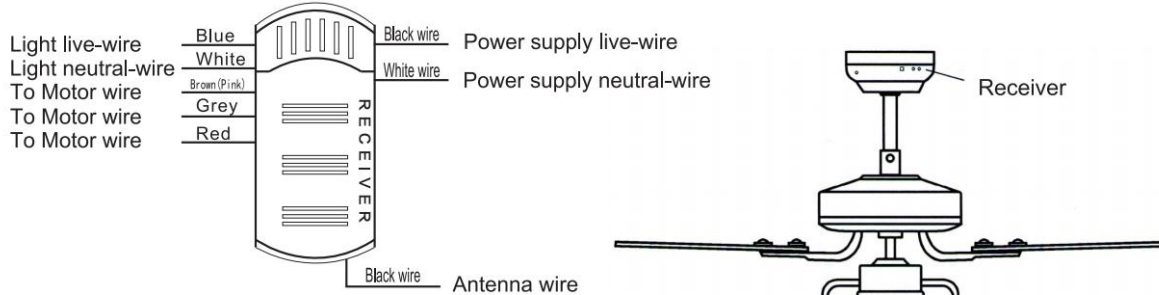 Light live-wire Blue
Light neutral-wire White
To Motor wire Brown(Pink)
To Motor wire Grey
To Motor wire Red
RECEIVER
Black wire Power supply live-wire
White wire Power supply neutral-wire
Black wire Antenna wire
Receiver